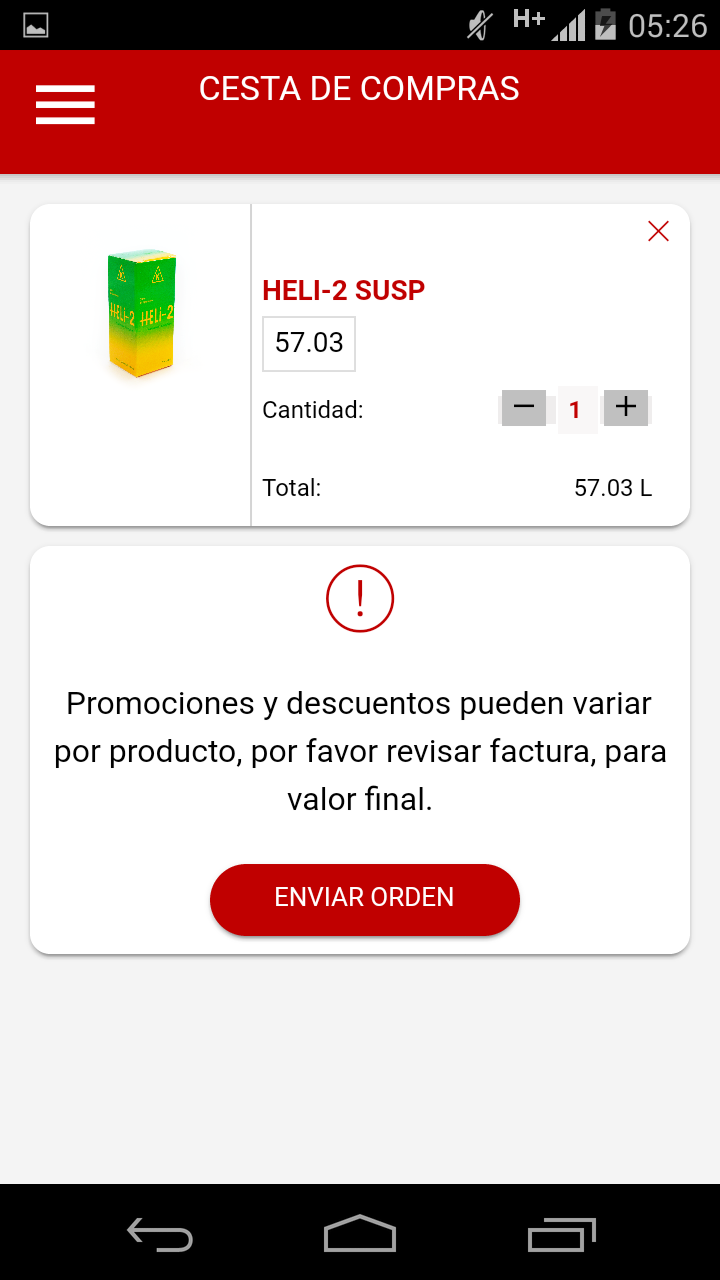 H+ 05:26
CESTA DE COMPRAS
HELI-2
HELI-2
HELI-2 SUSP
57.03
Cantidad:
1
Total:
57.03 L
Promociones y descuentos pueden variar
por producto, por favor revisar factura, para
valor final.
ENVIAR ORDEN